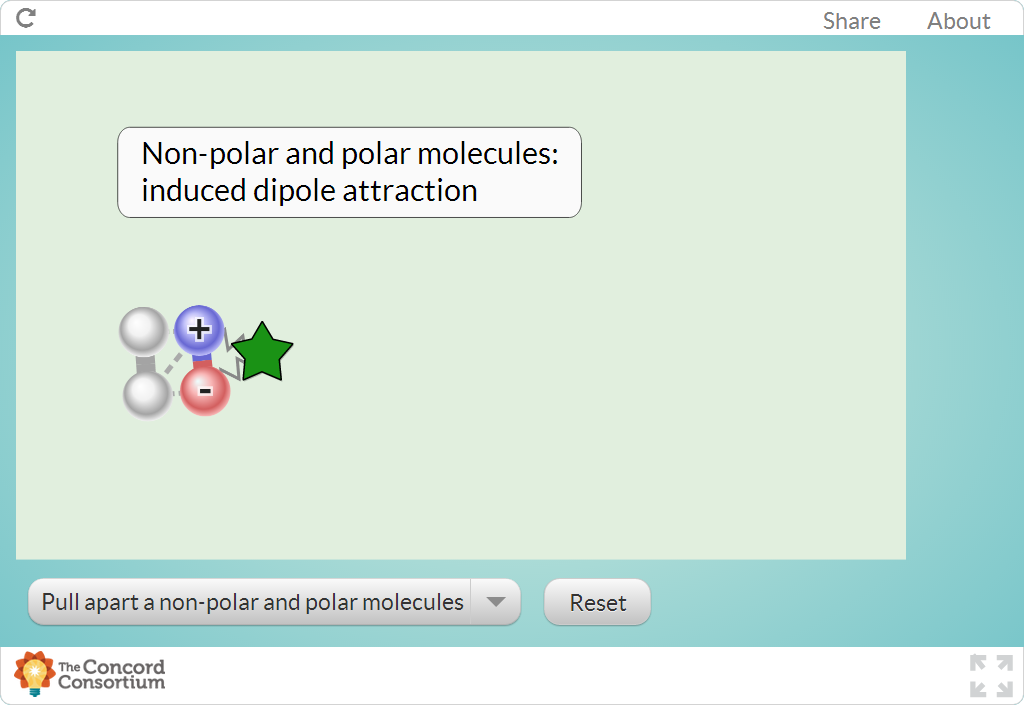 Share About
Non-polar and polar molecules:
induced dipole attraction
+
-
Pull apart a non-polar and polar molecules
Reset
The Concord
Consortium